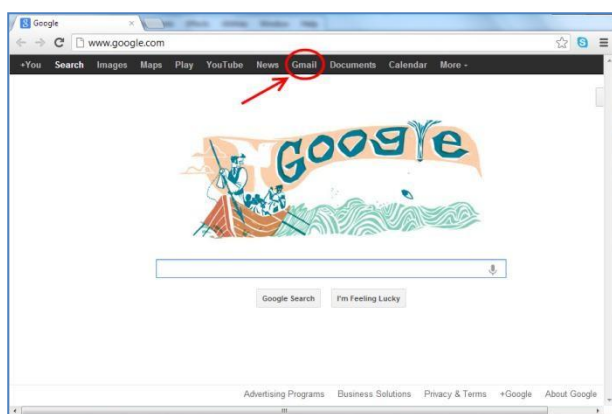 Google
www.google.com
+You Search Images Maps Play YouTube News Gmail Documents Calendar More
Google
Google Search I'm Feeling Lucky
Advertising Programs Business Solutions Privacy & Terms +Google About Google